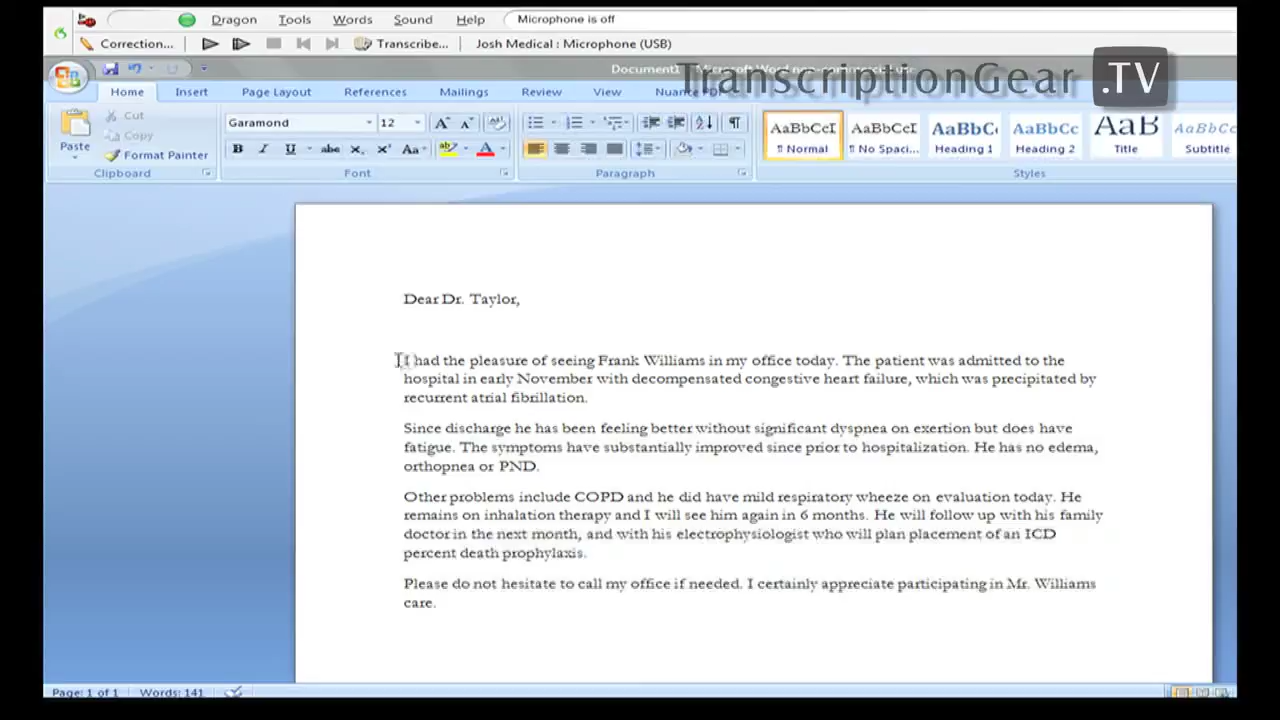 Dragon Tools Words Sound Help Microphone is off
Correction... Transcribe... Josh Medical : Microphone (USB)
TranscriptionGear .TV
Document1
Home Insert Page Layout References Mailings Review View Nuance PDF
Paste Cut
Copy
Format Painter
Clipboard
Garamond 12
Font
Paragraph
AaBbCcI ¶ Normal
AaBbCcI ¶ No Spaci...
AaBbC Heading 1
AaBbCc Heading 2
AaB Title
AaBbCc Subtitle
Styles
Dear Dr. Taylor,
I had the pleasure of seeing Frank Williams in my office today. The patient was admitted to the
hospital in early November with decompensated congestive heart failure, which was precipitated by
recurrent atrial fibrillation.
Since discharge he has been feeling better without significant dyspnea on exertion but does have
fatigue. The symptoms have substantially improved since prior to hospitalization. He has no edema,
orthopnea or PND.
Other problems include COPD and he did have mild respiratory wheeze on evaluation today. He
remains on inhalation therapy and I will see him again in 6 months. He will follow up with his family
doctor in the next month, and with his electrophysiologist who will plan placement of an ICD
percent death prophylaxis.
Please do not hesitate to call my office if needed. I certainly appreciate participating in Mr. Williams
care.
Page: 1 of 1 Words: 141